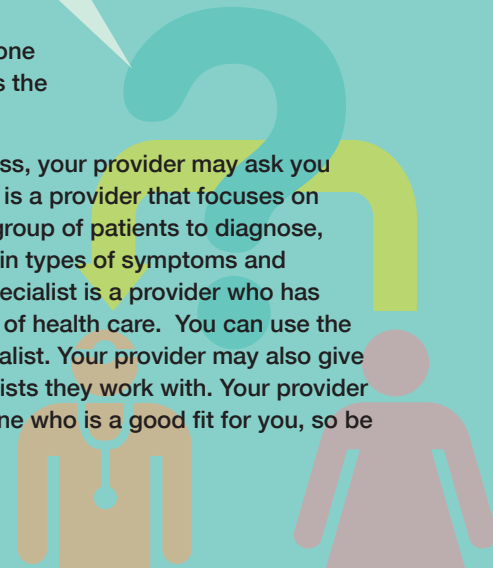 one
s the
ss, your provider may ask you
is a provider that focuses on
group of patients to diagnose,
in types of symptoms and
ecialist is a provider who has
of health care.  You can use the
alist. Your provider may also give
ists they work with. Your provider
ne who is a good fit for you, so be